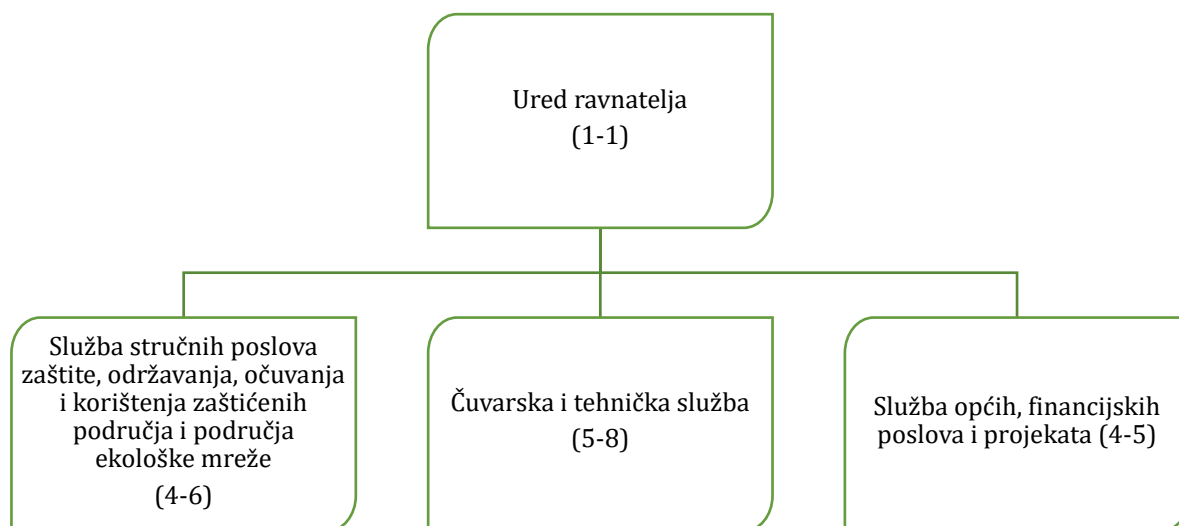 Ured ravnatelja
(1-1)
Služba stručnih poslova
zaštite, održavanja, očuvanja
i korištenja zaštićenih
područja i područja
ekološke mreže
(4-6)
Čuvarska i tehnička služba
(5-8)
Služba općih, financijskih
poslova i projekata (4-5)